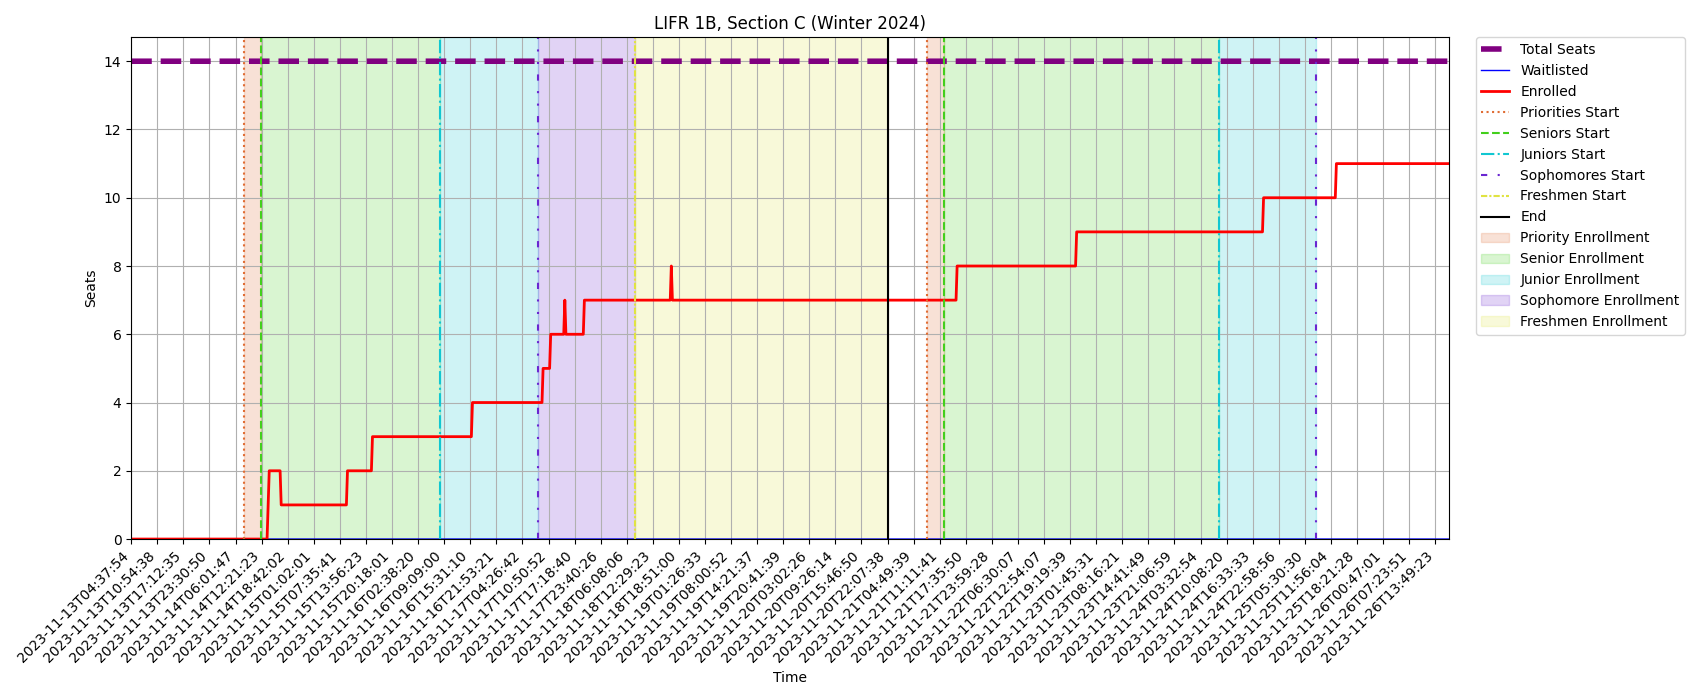 LIFR 1B, Section C (Winter 2024)
Seats
14
12
10
8
6
4
2
0
2023-11-13T04:37:54
2023-11-13T10:54:38
2023-11-13T17:12:35
2023-11-13T23:30:50
2023-11-14T06:01:47
2023-11-14T12:21:23
2023-11-14T18:42:02
2023-11-15T01:02:01
2023-11-15T07:35:41
2023-11-15T13:56:23
2023-11-15T20:18:01
2023-11-16T02:38:20
2023-11-16T09:09:00
2023-11-16T15:31:10
2023-11-16T21:53:21
2023-11-17T04:26:42
2023-11-17T10:50:52
2023-11-17T17:18:40
2023-11-17T23:40:26
2023-11-18T06:08:06
2023-11-18T12:29:23
2023-11-18T18:51:00
2023-11-19T01:26:33
2023-11-19T08:00:52
2023-11-19T14:21:37
2023-11-19T20:41:39
2023-11-20T03:02:26
2023-11-20T09:26:14
2023-11-20T15:46:50
2023-11-20T22:07:38
2023-11-21T04:49:39
2023-11-21T11:11:41
2023-11-21T17:35:50
2023-11-21T23:59:28
2023-11-22T06:30:07
2023-11-22T12:54:07
2023-11-22T19:19:39
2023-11-23T01:45:31
2023-11-23T08:16:21
2023-11-23T14:41:49
2023-11-23T21:06:59
2023-11-24T03:32:54
2023-11-24T10:08:20
2023-11-24T16:33:33
2023-11-24T22:58:56
2023-11-25T05:30:30
2023-11-25T11:56:04
2023-11-25T18:21:28
2023-11-26T00:47:01
2023-11-26T07:23:51
2023-11-26T13:49:23
Time
Total Seats
Waitlisted
Enrolled
Priorities Start
Seniors Start
Juniors Start
Sophomores Start
Freshmen Start
End
Priority Enrollment
Senior Enrollment
Junior Enrollment
Sophomore Enrollment
Freshmen Enrollment